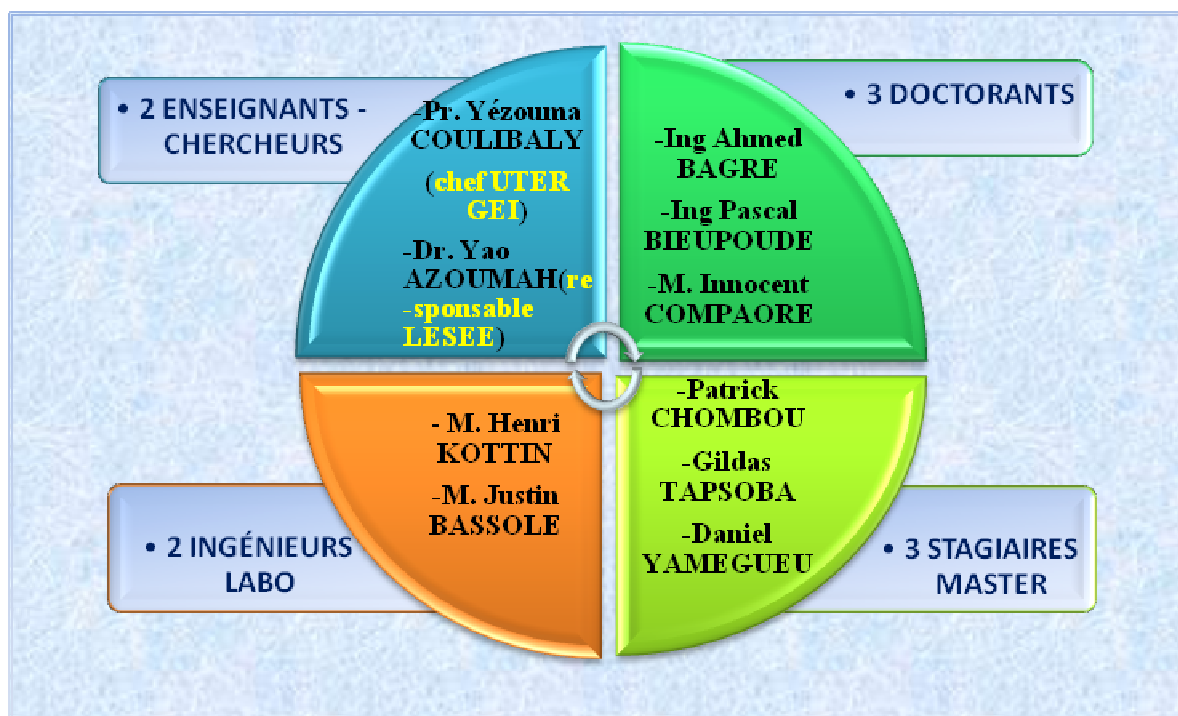 • 2 ENSEIGNANTS -
CHERCHEURS
-Pr. Yézouma
COULIBALY
(chef UTER
GEI)
-Dr. Yao
AZOUMAH(re
-sponsable
LESEE)
• 3 DOCTORANTS
-Ing Ahmed
BAGRE
-Ing Pascal
BIEUPOUDE
-M. Innocent
COMPAORE
• 2 INGÉNIEURS
LABO
- M. Henri
KOTTIN
-M. Justin
BASSOLE
-Patrick
CHOMBOU
-Gildas
TAPSOBA
-Daniel
YAMEGUEU
• 3 STAGIAIRES
MASTER